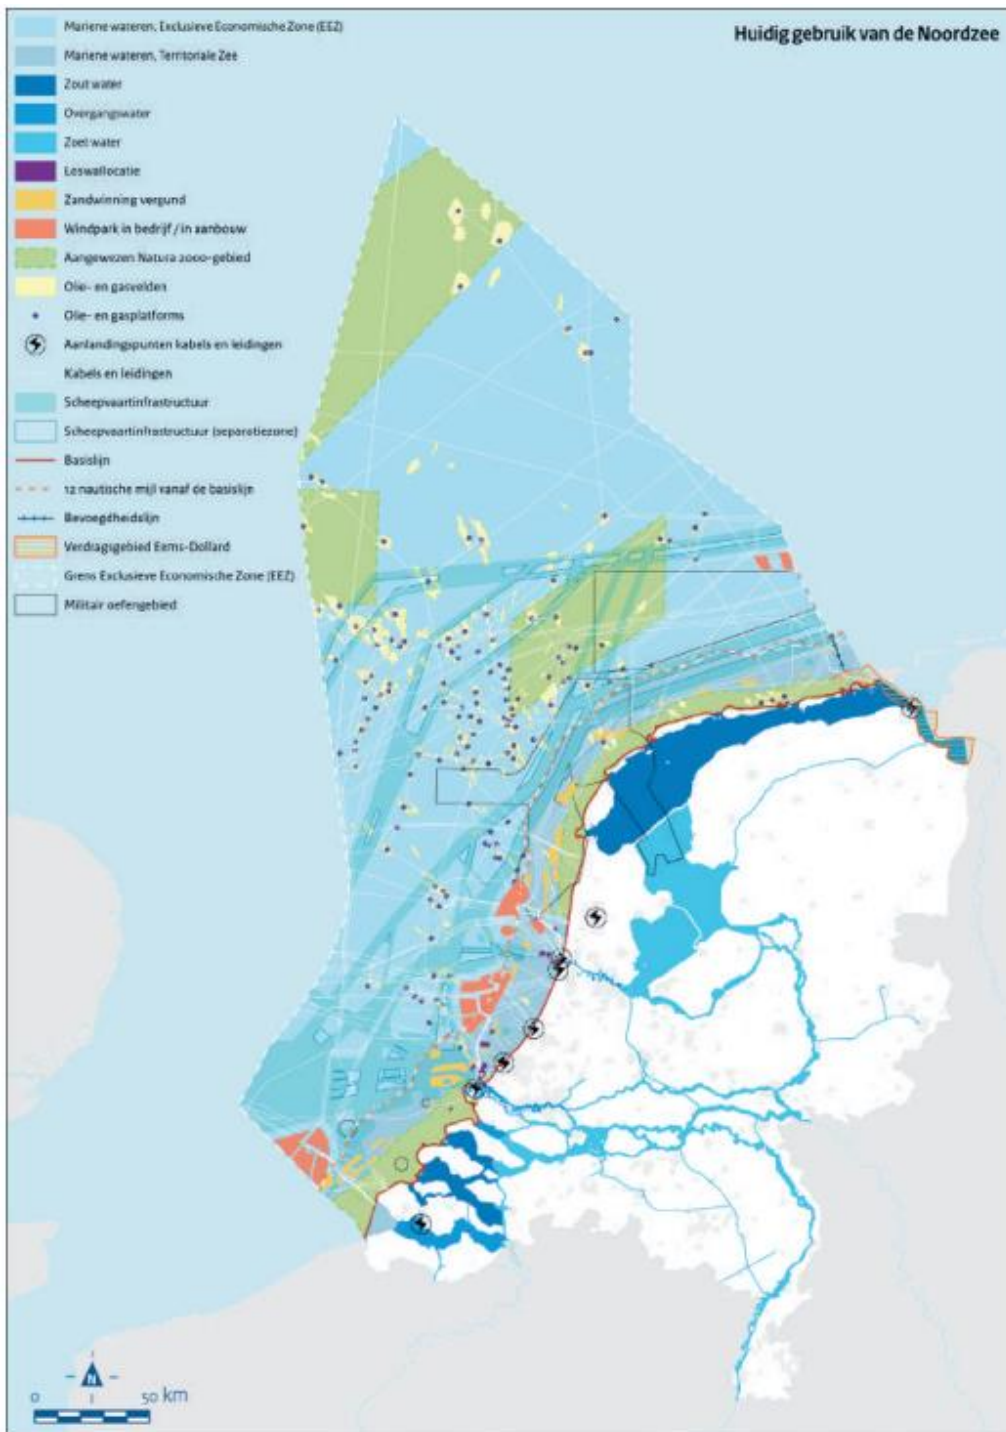 Huidig gebruik van de Noordzee
Mariene wateren, Exclusieve Economische Zone (EEZ)
Mariene wateren, Territoriale Zee
Zout water
Overgangswater
Zoet water
Loswallocatie
Zandwinning vergund
Windpark in bedrijf / in aanbouw
Aangewezen Natura 2000-gebied
Olie- en gasvelden
Olie- en gasplatforms
Aanlandingspunten kabels en leidingen
Kabels en leidingen
Scheepvaartinfrastructuur
Scheepvaartinfrastructuur (separatiezone)
Basislijn
12 nautische mijl vanaf de basislijn
Bevoegdheidslijn
Verdragsgebied Eems-Dollard
Grens Exclusieve Economische Zone (EEZ)
Militair oefengebied
N
0 50 km